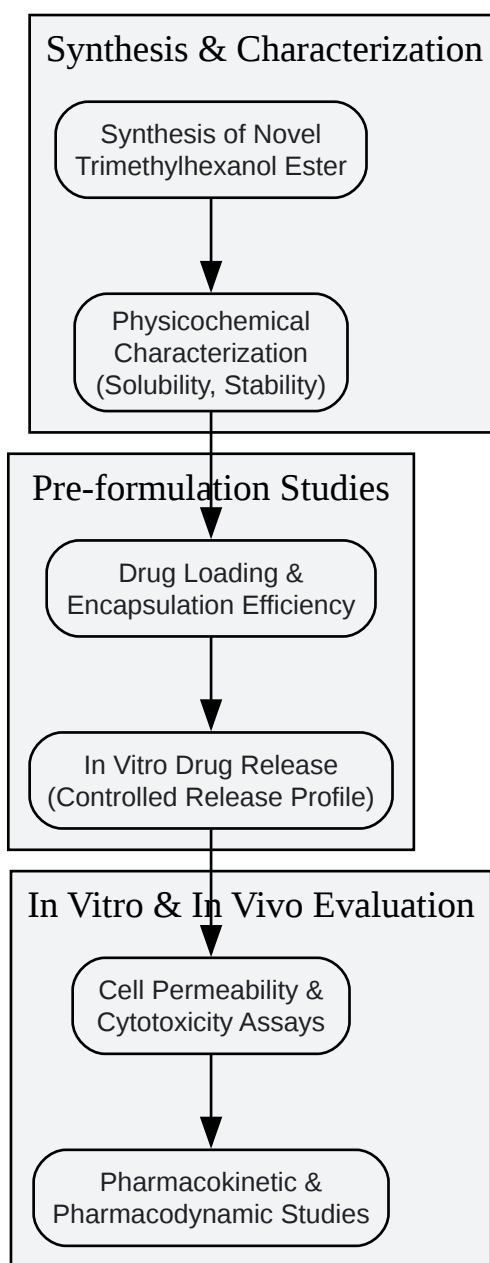 Synthesis & Characterization
Synthesis of Novel
Trimethylhexanol Ester
Physicochemical
Characterization
(Solubility, Stability)
Pre-formulation Studies
Drug Loading &
Encapsulation Efficiency
In Vitro Drug Release
(Controlled Release Profile)
In Vitro & In Vivo Evaluation
Cell Permeability &
Cytotoxicity Assays
Pharmacokinetic &
Pharmacodynamic Studies